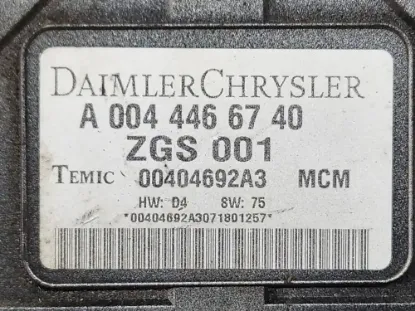 DAIMLERCHRYSLER
A 004 446 67 40
ZGS 001
TEMIC 00404692A3 MCM
HW: 04 SW: 75
*00404692A3071801257*